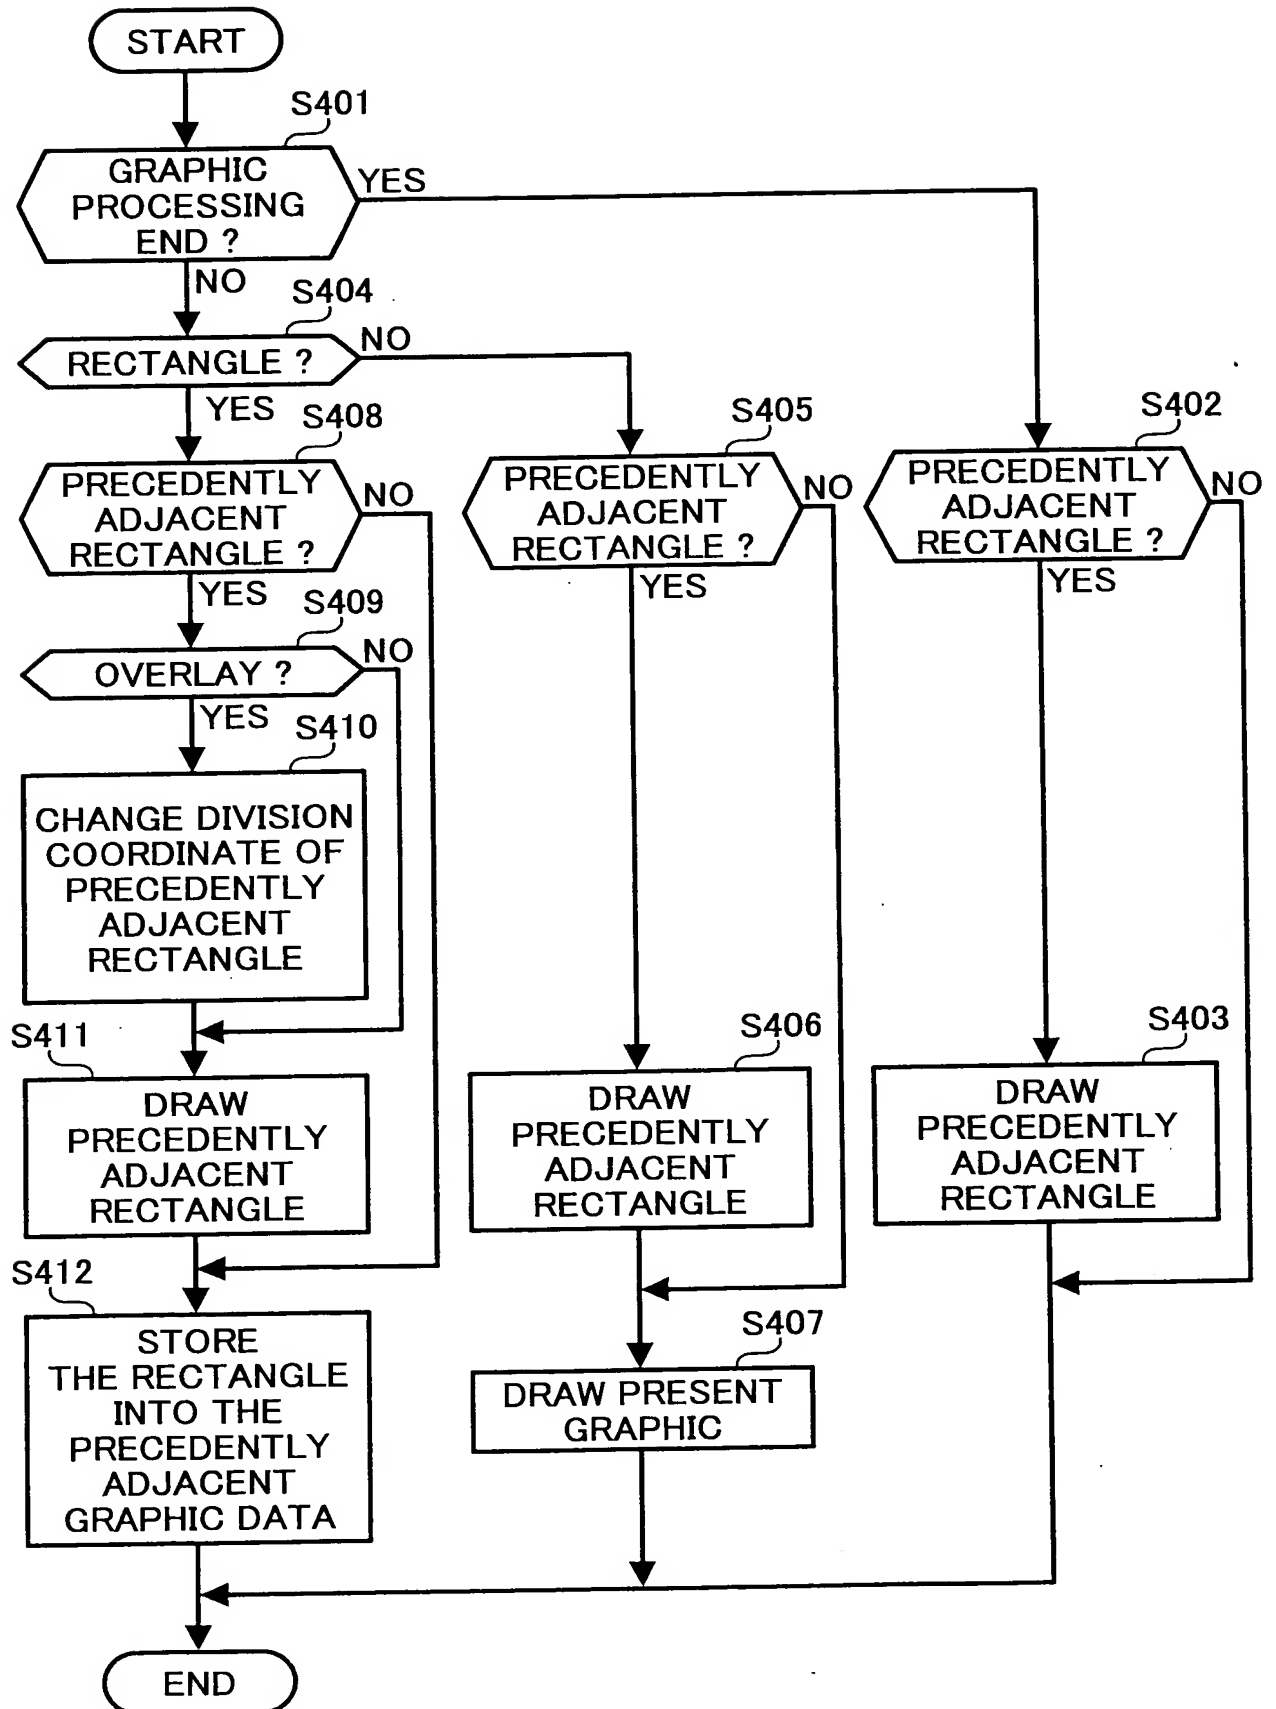 START
S401
GRAPHIC
PROCESSING
END ?
YES
NO
S404
RECTANGLE ?
NO
YES
S408
PRECEDENTLY
ADJACENT
RECTANGLE ?
NO
YES
S409
OVERLAY ?
NO
YES
S410
CHANGE DIVISION
COORDINATE OF
PRECEDENTLY
ADJACENT
RECTANGLE
S411
DRAW
PRECEDENTLY
ADJACENT
RECTANGLE
S412
STORE
THE RECTANGLE
INTO THE
PRECEDENTLY
ADJACENT
GRAPHIC DATA
S405
PRECEDENTLY
ADJACENT
RECTANGLE ?
NO
YES
S406
DRAW
PRECEDENTLY
ADJACENT
RECTANGLE
S407
DRAW PRESENT
GRAPHIC
S402
PRECEDENTLY
ADJACENT
RECTANGLE ?
NO
YES
S403
DRAW
PRECEDENTLY
ADJACENT
RECTANGLE
END